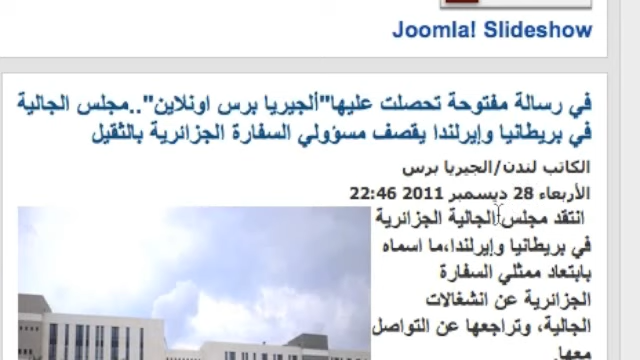 Joomla! Slideshow
في رسالة مفتوحة تحصلت عليها"ألجيريا برس اونلاين"..مجلس الجالية
في بريطانيا وإيرلندا يقصف مسؤولي السفارة الجزائرية بالثقيل
الكاتب لندن/الجيريا برس
الأربعاء 28 ديسمبر 2011 22:46
انتقد مجلس الجالية الجزائرية
في بريطانيا وإيرلندا،ما اسماه
بابتعاد ممثلي السفارة
الجزائرية عن انشغالات
الجالية، وتراجعها عن التواصل
معها.